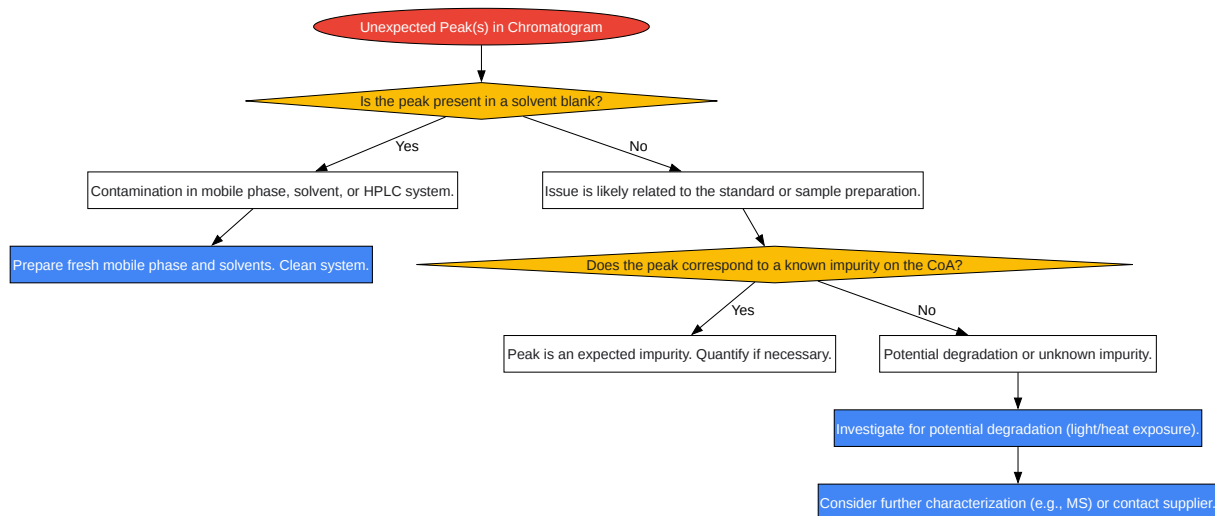 Unexpected Peak(s) in Chromatogram
Is the peak present in a solvent blank?
Yes
No
Contamination in mobile phase, solvent, or HPLC system.
Issue is likely related to the standard or sample preparation.
Prepare fresh mobile phase and solvents. Clean system.
Does the peak correspond to a known impurity on the CoA?
Yes
No
Peak is an expected impurity. Quantify if necessary.
Potential degradation or unknown impurity.
Investigate for potential degradation (light/heat exposure).
Consider further characterization (e.g., MS) or contact supplier.